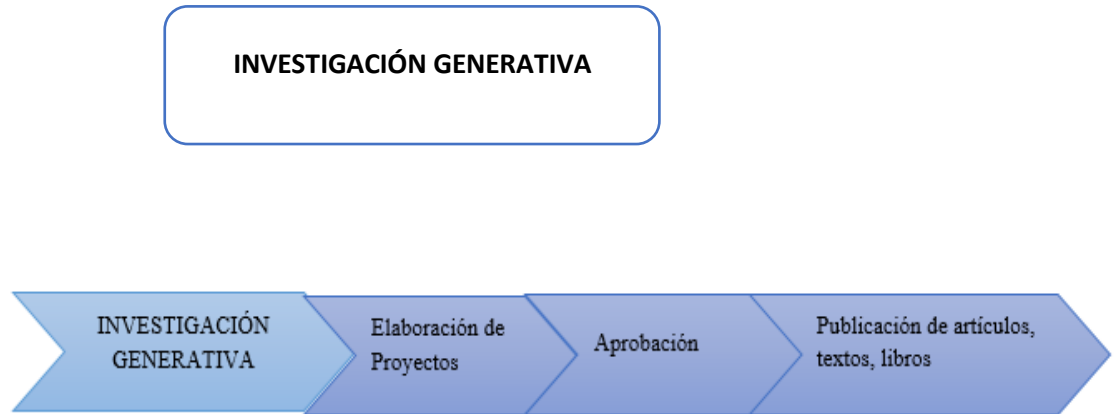 INVESTIGACIÓN GENERATIVA
INVESTIGACIÓN
GENERATIVA
Elaboración de
Proyectos
Aprobación
Publicación de artículos,
textos, libros